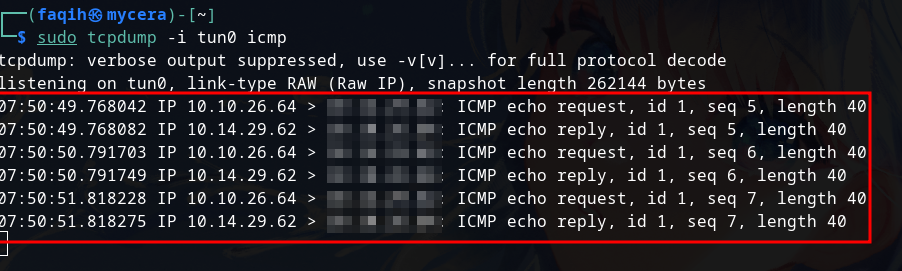 ┌──(faqih㉿mycera)-[~]
└─$ sudo tcpdump -i tun0 icmp
tcpdump: verbose output suppressed, use -v[v]... for full protocol decode
listening on tun0, link-type RAW (Raw IP), snapshot length 262144 bytes
07:50:49.768042 IP 10.10.26.64 > : ICMP echo request, id 1, seq 5, length 40
07:50:49.768082 IP 10.14.29.62 > : ICMP echo reply, id 1, seq 5, length 40
07:50:50.791703 IP 10.10.26.64 > : ICMP echo request, id 1, seq 6, length 40
07:50:50.791749 IP 10.14.29.62 > : ICMP echo reply, id 1, seq 6, length 40
07:50:51.818228 IP 10.10.26.64 > : ICMP echo request, id 1, seq 7, length 40
07:50:51.818275 IP 10.14.29.62 > : ICMP echo reply, id 1, seq 7, length 40